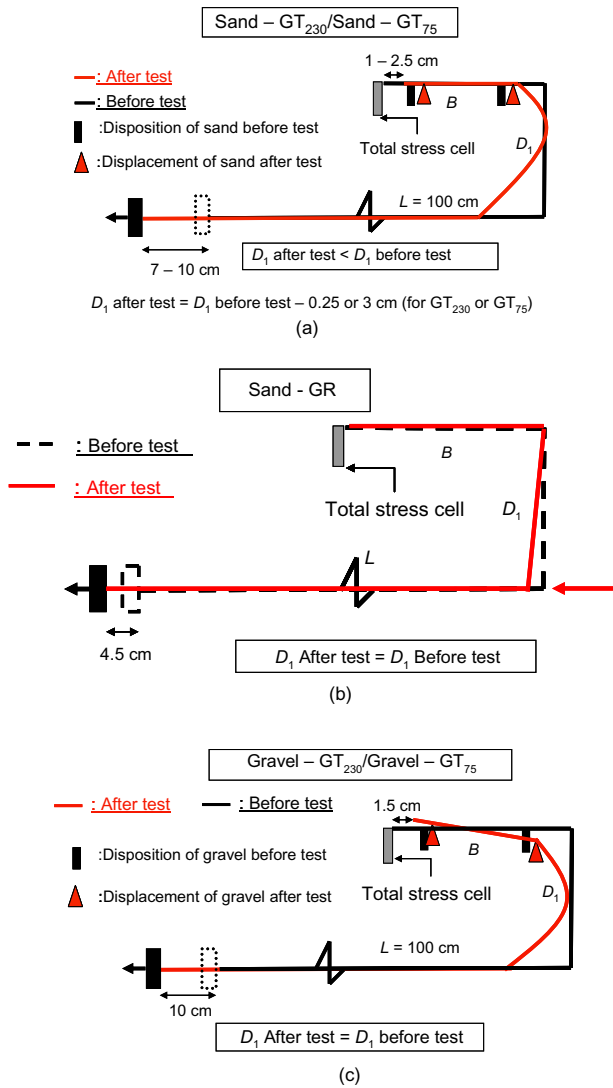 Sand – GT230/Sand – GT75
1 – 2.5 cm
: After test
: Before test
:Disposition of sand before test
:Displacement of sand after test
B
D1
Total stress cell
L = 100 cm
7 – 10 cm
D1 after test < D1 before test
D1 after test = D1 before test – 0.25 or 3 cm (for GT230 or GT75)
(a)
Sand - GR
: Before test
: After test
B
D1
Total stress cell
L
4.5 cm
D1 After test = D1 Before test
(b)
Gravel – GT230/Gravel – GT75
: After test : Before test
1.5 cm
:Disposition of gravel before test
:Displacement of gravel after test
B
D1
Total stress cell
L = 100 cm
10 cm
D1 After test = D1 before test
(c)